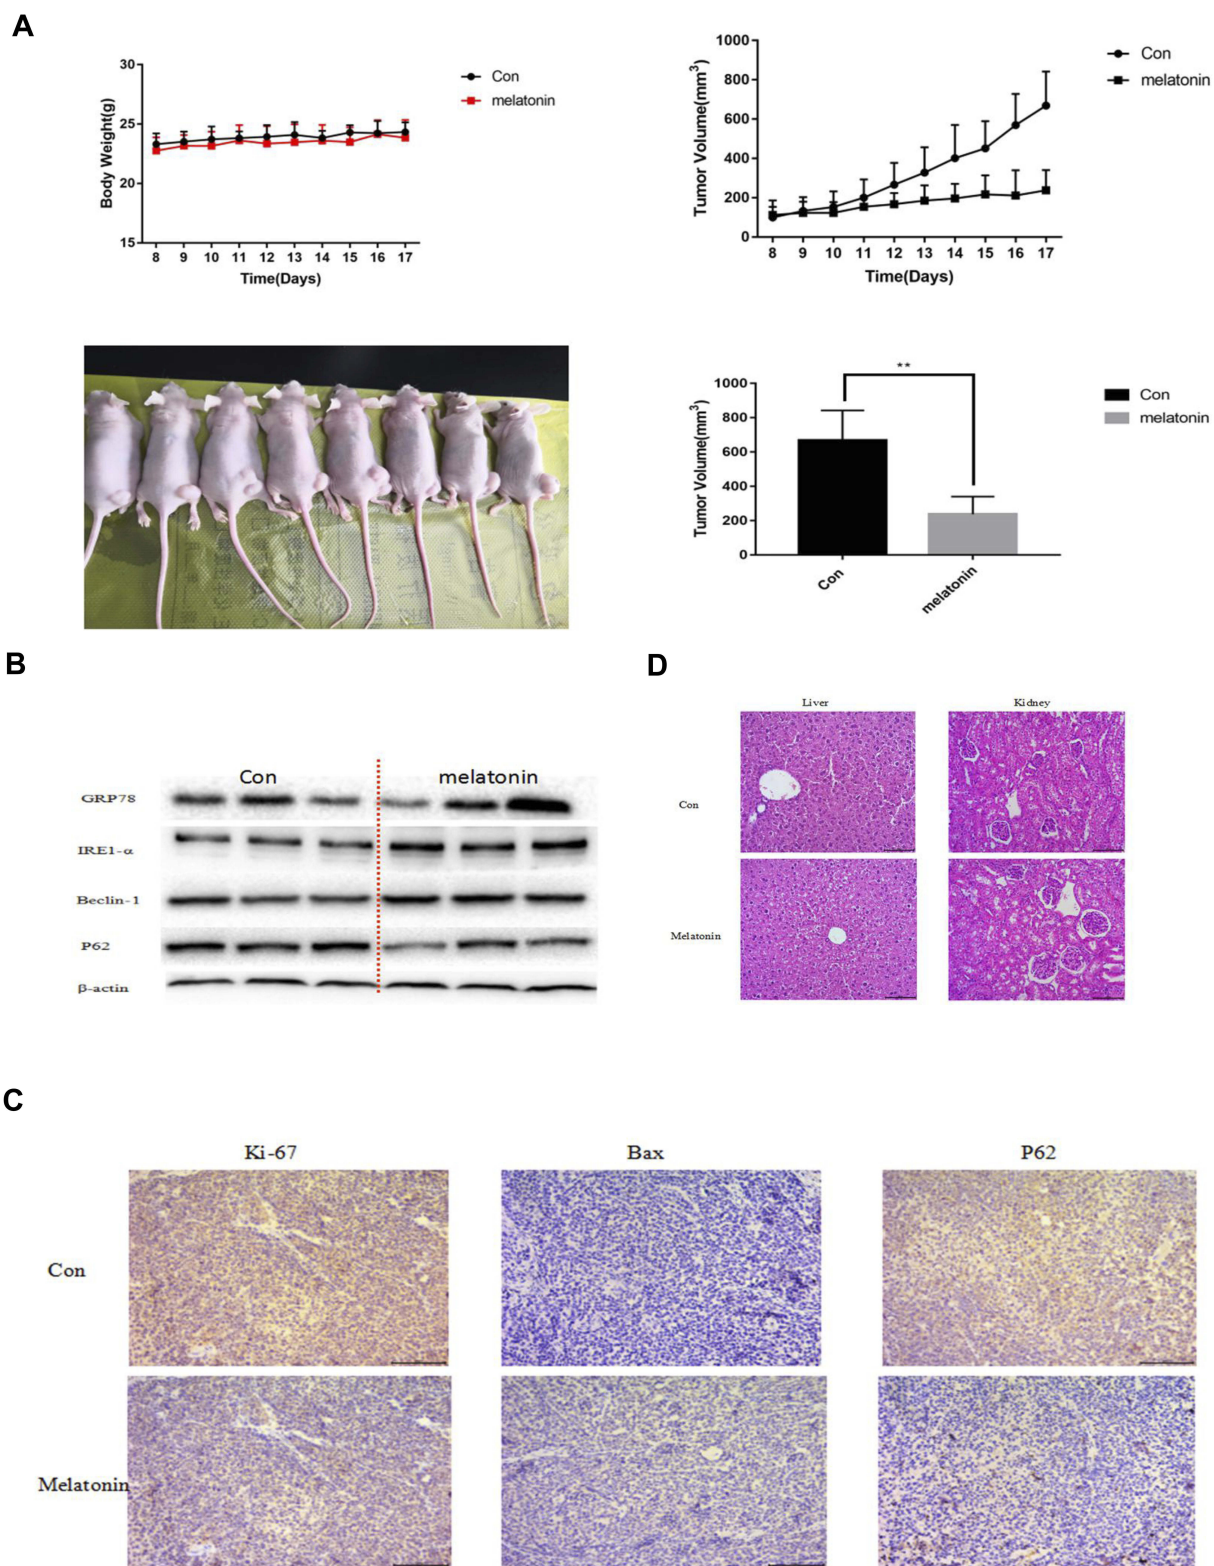 A
30
25
20
15
Body Weight(g)
8 9 10 11 12 13 14 15 16 17
Time(Days)
Con
melatonin
1000
800
600
400
200
0
Tumor Volume(mm3)
8 9 10 11 12 13 14 15 16 17
Time(Days)
Con
melatonin
1000
800
600
400
200
0
Tumor Volume(mm3)
**
Con
melatonin
Con
melatonin
B
Con melatonin
GRP78
IRE1-α
Beclin-1
P62
β-actin
D
Liver Kidney
Con
Melatonin
C
Ki-67 Bax P62
Con
Melatonin